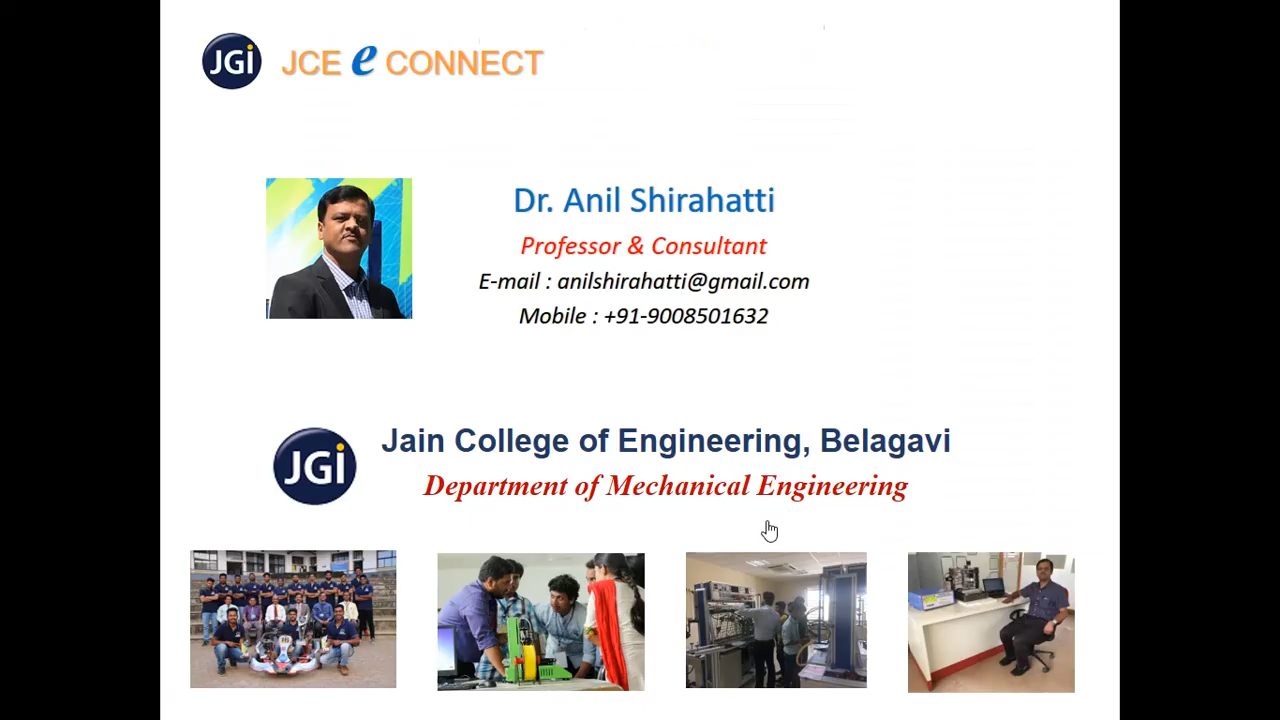 JGi JCE e CONNECT
Dr. Anil Shirahatti
Professor & Consultant
E-mail : anilshirahatti@gmail.com
Mobile : +91-9008501632
JGi
Jain College of Engineering, Belagavi
Department of Mechanical Engineering